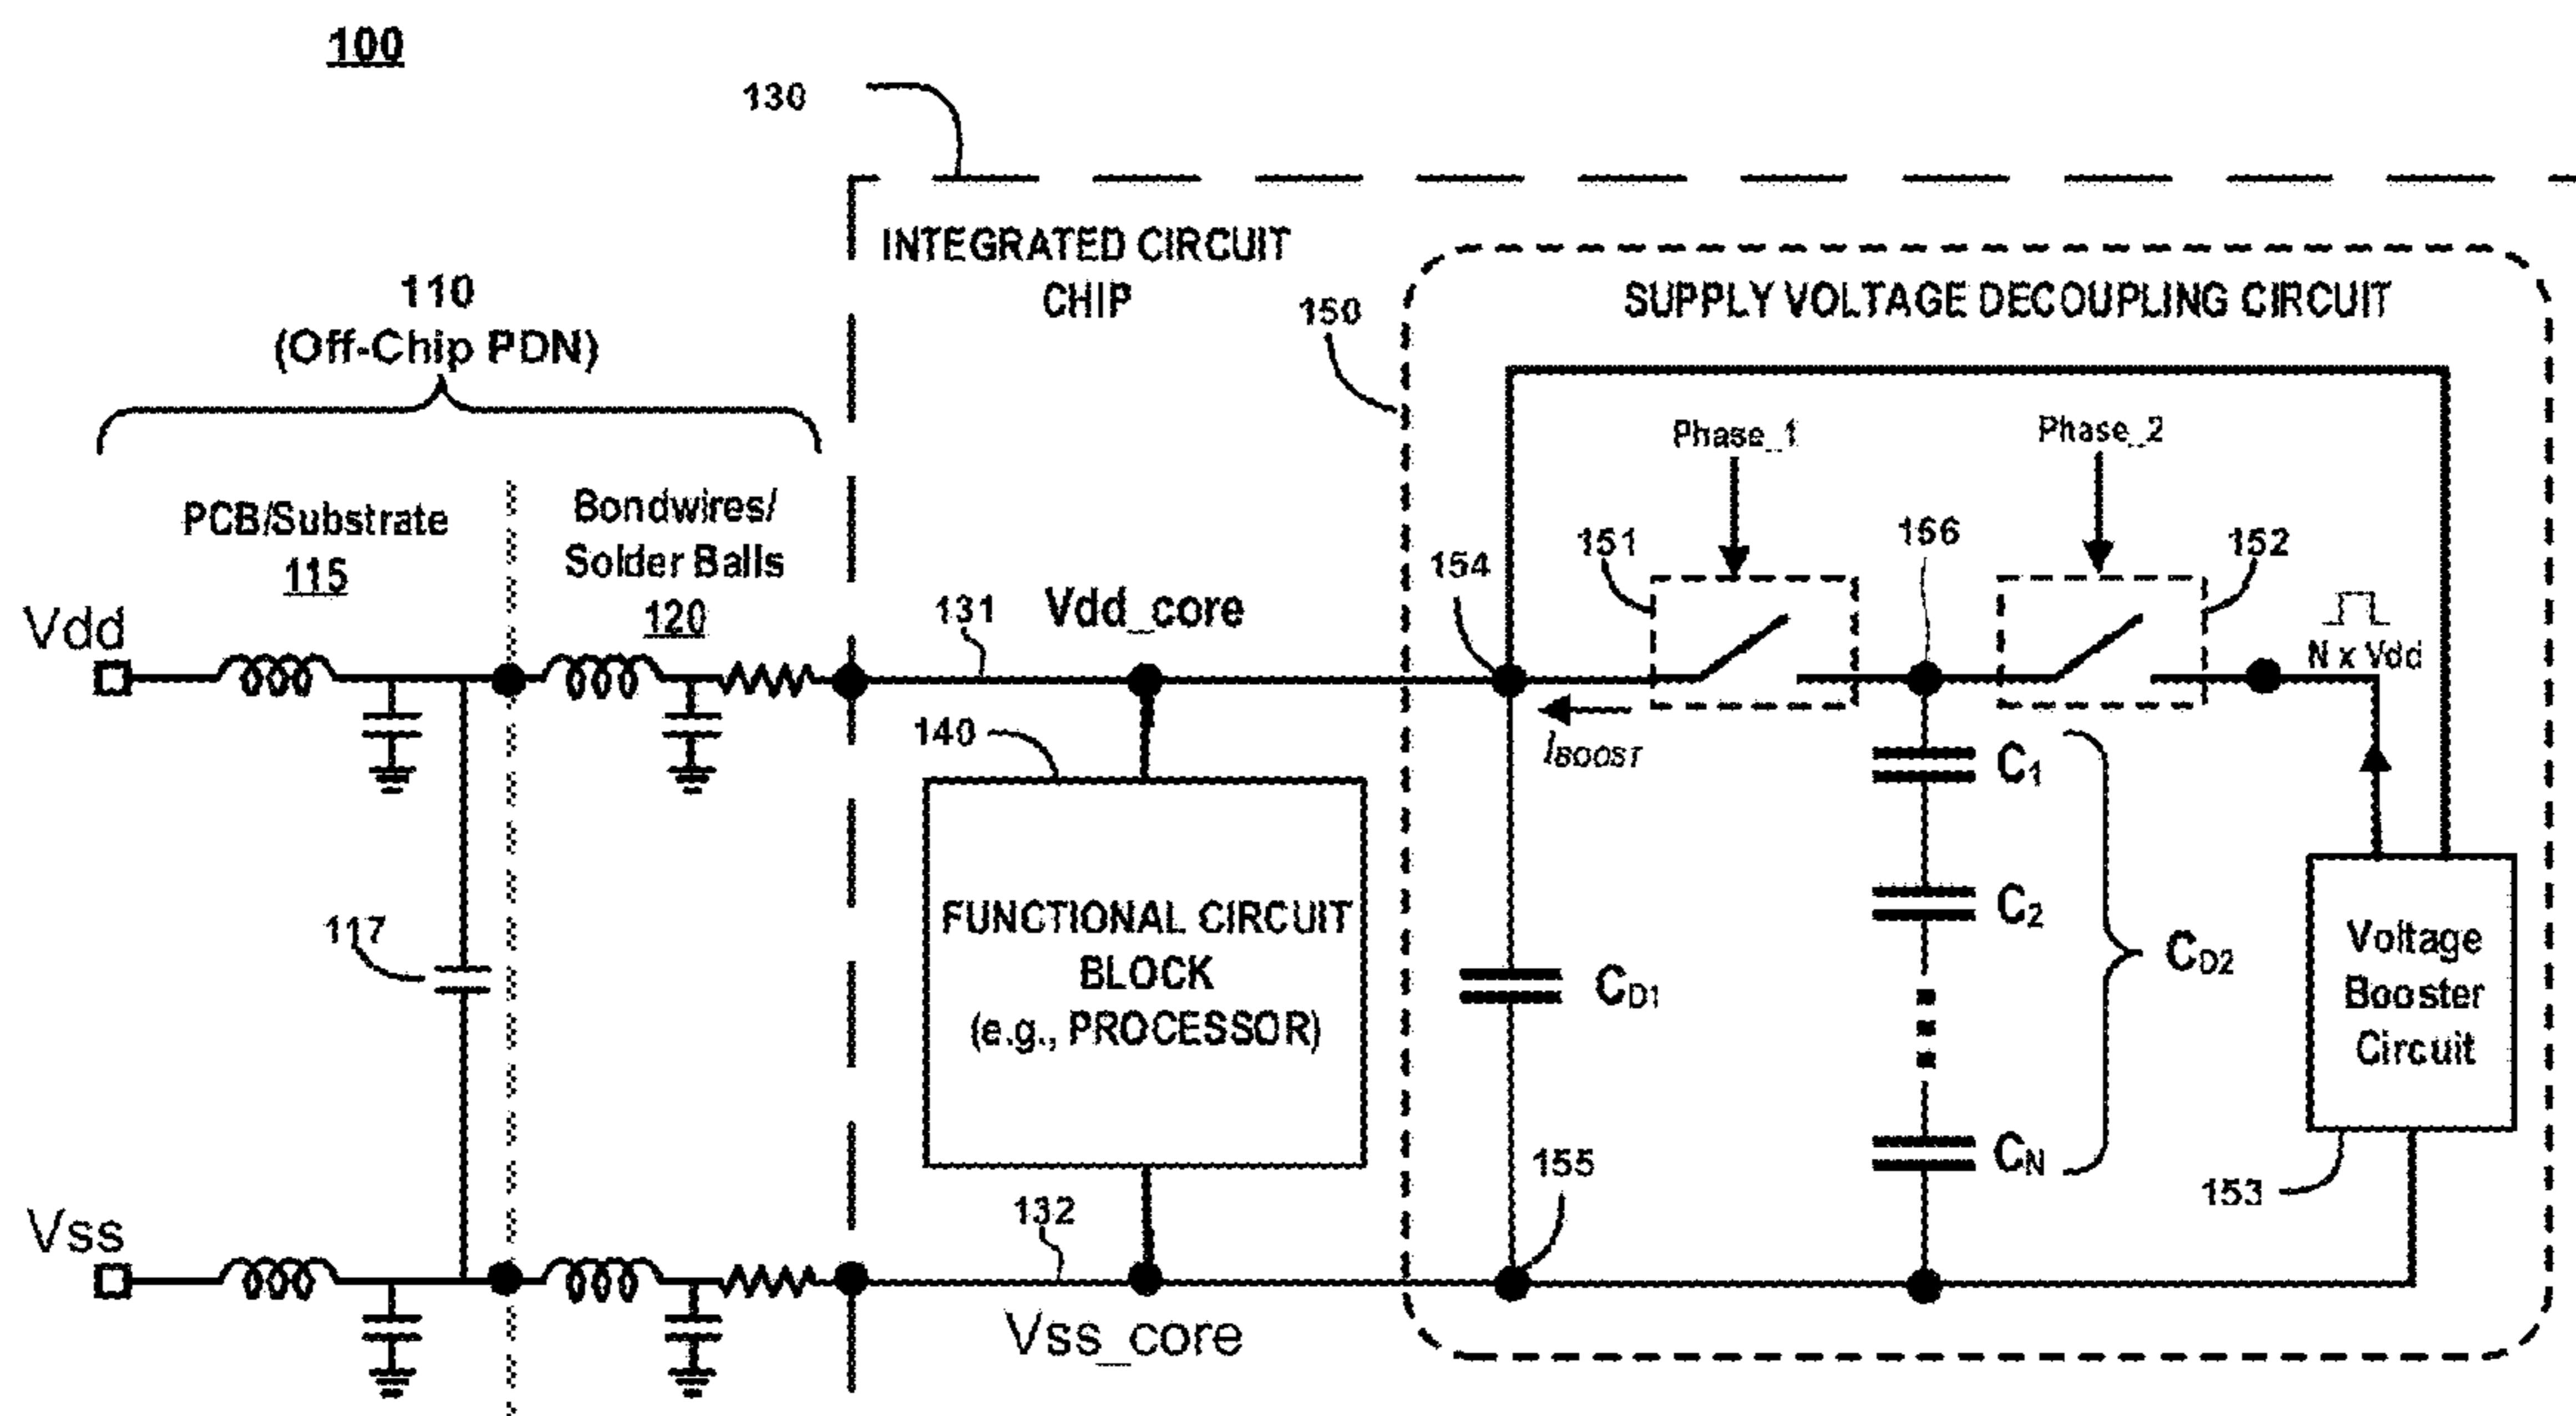 100
130
INTEGRATED CIRCUIT
CHIP
110
(Off-Chip PDN)
150
SUPPLY VOLTAGE DECOUPLING CIRCUIT
Phase_1
Phase_2
PCB/Substrate
115
Bondwires/
Solder Balls
120
Vdd
131
Vdd_core
154
151
156
152
N x Vdd
IBOOST
140
C1
117
FUNCTIONAL CIRCUIT
BLOCK
(e.g., PROCESSOR)
CD1
C2
CD2
Voltage
Booster
Circuit
CN
155
153
132
Vss
Vss_core